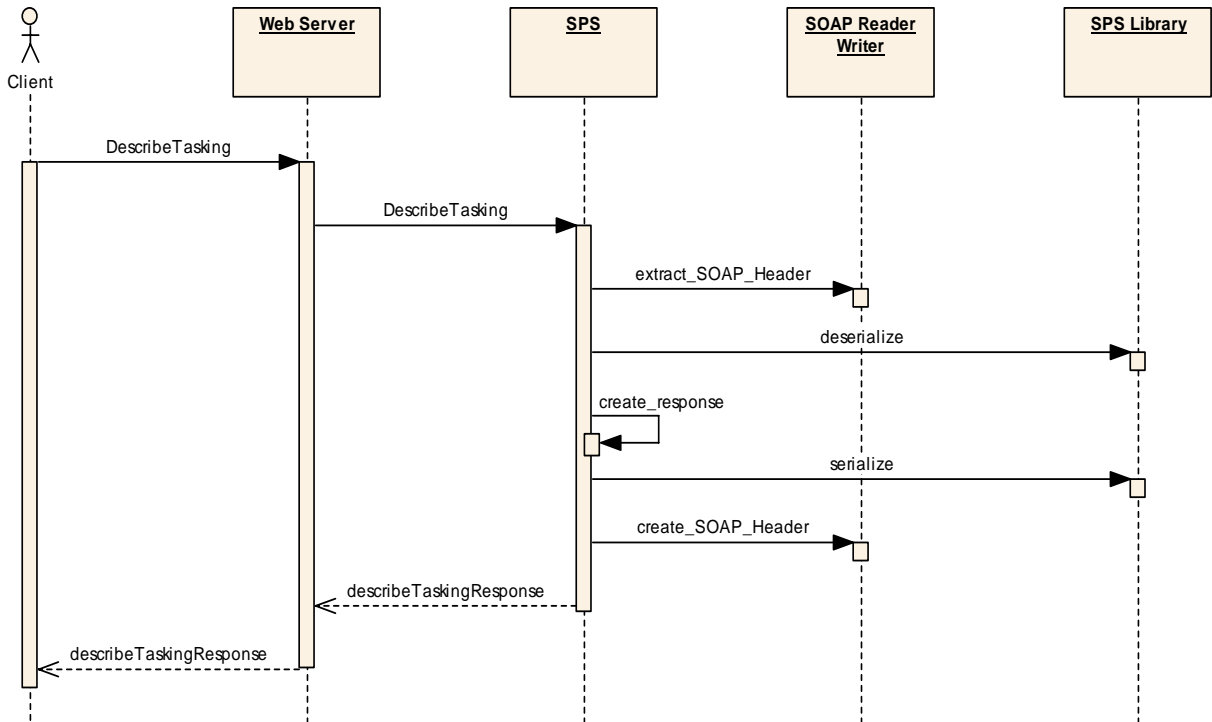 Web Server
SPS
SOAP Reader
Writer
SPS Library
Client
DescribeTasking
DescribeTasking
extract_SOAP_Header
deserialize
create_response
serialize
create_SOAP_Header
describeTaskingResponse
describeTaskingResponse